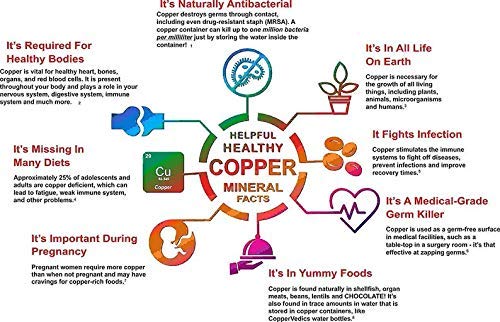 It's Naturally Antibacterial
Copper destroys germs through contact,
including even drug-resistant staph (MRSA). A
copper container can kill up to one million bacteria
per milliliter just by storing the water inside the
container! 1
It's Required For
Healthy Bodies
Copper is vital for healthy heart, bones,
organs, and red blood cells. It is present
throughout your body and plays a role in your
nervous system, digestive system, immune
system and much more. 2
It's In All Life
On Earth
Copper is necessary for
the growth of all living
things, including plants,
animals, microorganisms
and humans.3
It's Missing In
Many Diets
Approximately 25% of adolescents and
adults are copper deficient, which can
lead to fatigue, weak immune system, and
other problems.4
29
Cu
Copper
HELPFUL
HEALTHY
COPPER
MINERAL
FACTS
It Fights Infection
Copper stimulates the immune
systems to fight off diseases,
prevent infections and improve
recovery times.5
It's A Medical-Grade
Germ Killer
Copper is used as a germ-free surface
in medical facilities, such as a
table-top in a surgery room - it's that
effective at zapping germs.6
It's Important During
Pregnancy
Pregnant women require more copper
than when not pregnant and may have
cravings for copper-rich foods.7
It's In Yummy Foods
Copper is found naturally in shellfish, organ
meats, beans, lentils and CHOCOLATE! It's
also found in trace amounts in water that is
stored in copper containers, like
CopperVedics water bottles.8